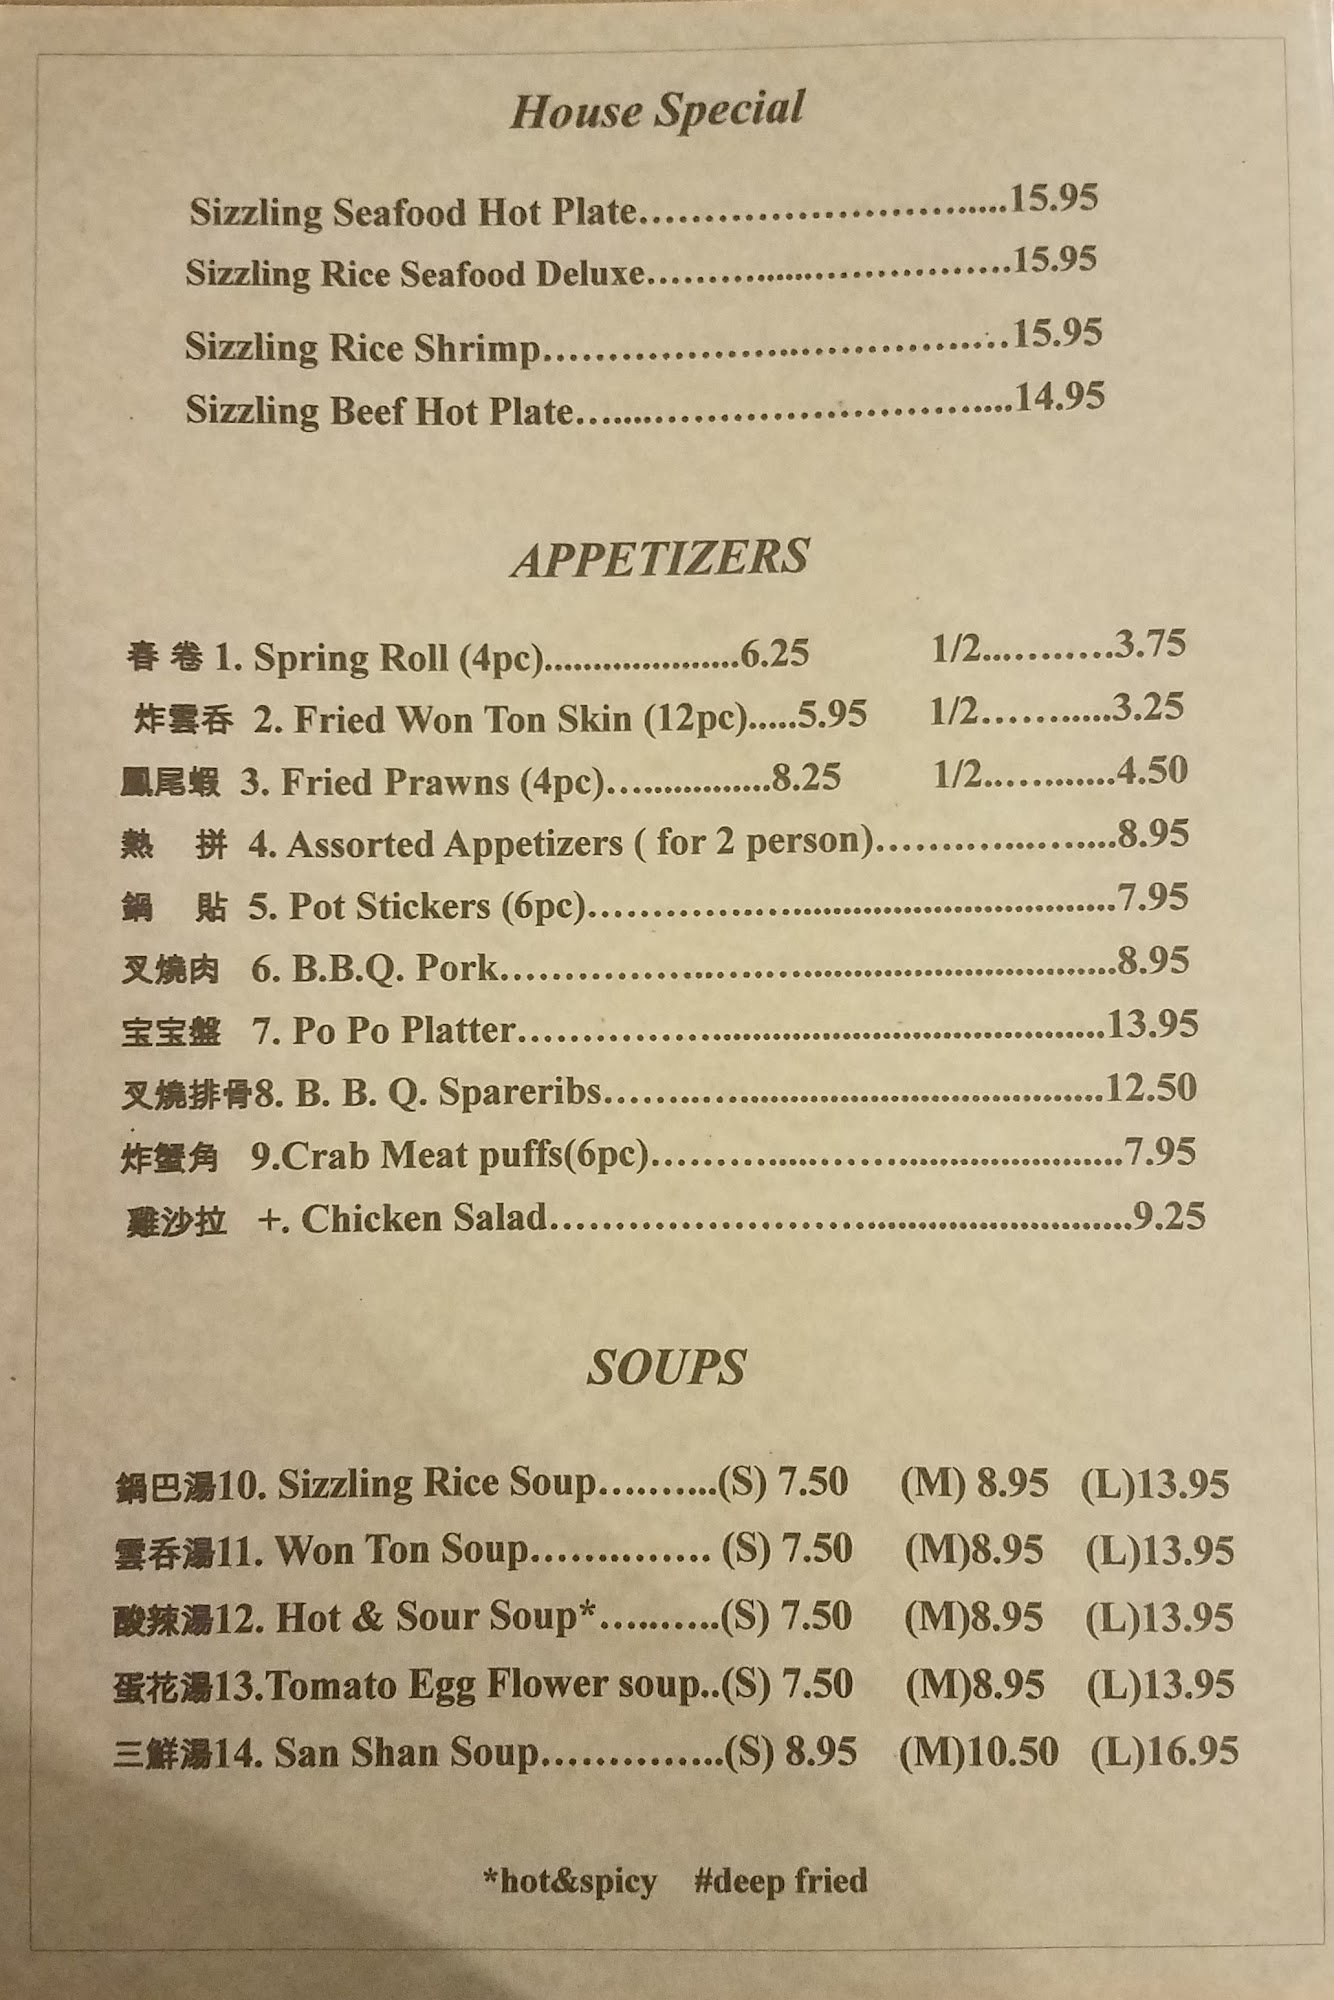 House Special
Sizzling Seafood Hot Plate..............................15.95
Sizzling Rice Seafood Deluxe..............................15.95
Sizzling Rice Shrimp..............................15.95
Sizzling Beef Hot Plate..............................14.95
APPETIZERS
春 卷 1. Spring Roll (4pc)....................6.25 1/2.............3.75
炸雲呑 2. Fried Won Ton Skin (12pc).....5.95 1/2.............3.25
鳳尾蝦 3. Fried Prawns (4pc)................8.25 1/2.............4.50
熱 拼 4. Assorted Appetizers ( for 2 person)......................8.95
鍋 貼 5. Pot Stickers (6pc)..................................................7.95
叉燒肉 6. B.B.Q. Pork..................................................8.95
宝宝盤 7. Po Po Platter..................................................13.95
叉燒排骨8. B. B. Q. Spareribs..................................................12.50
炸蟹角 9.Crab Meat puffs(6pc)..................................................7.95
雞沙拉 +. Chicken Salad..................................................9.25
SOUPS
鍋巴湯10. Sizzling Rice Soup...........(S) 7.50 (M) 8.95 (L)13.95
雲呑湯11. Won Ton Soup................ (S) 7.50 (M)8.95 (L)13.95
酸辣湯12. Hot & Sour Soup*...........(S) 7.50 (M)8.95 (L)13.95
蛋花湯13.Tomato Egg Flower soup..(S) 7.50 (M)8.95 (L)13.95
三鮮湯14. San Shan Soup................(S) 8.95 (M)10.50 (L)16.95
*hot&spicy #deep fried